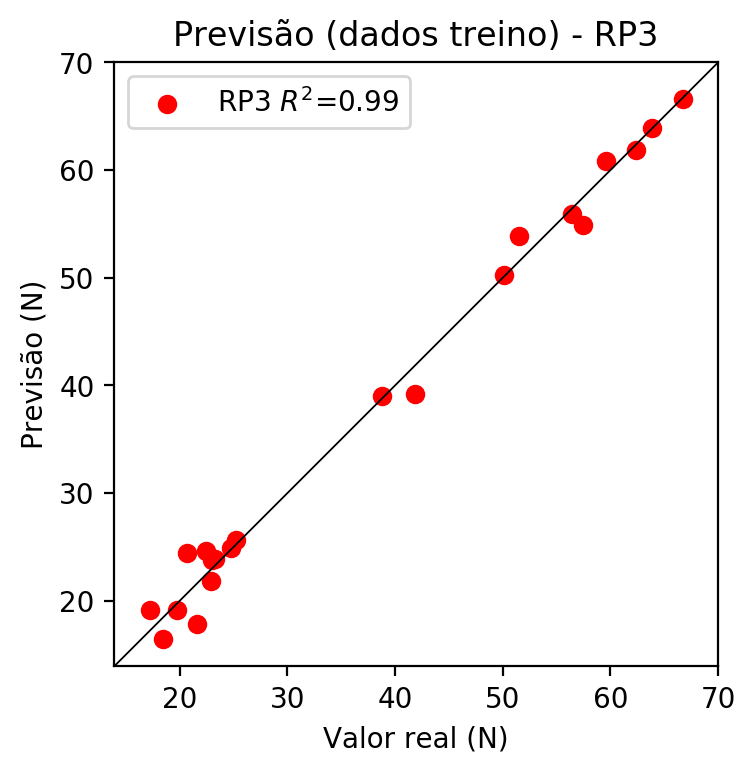 Previsão (dados treino) - RP3
RP3 R²=0.99
Previsão (N)
70
60
50
40
30
20
20 30 40 50 60 70
Valor real (N)